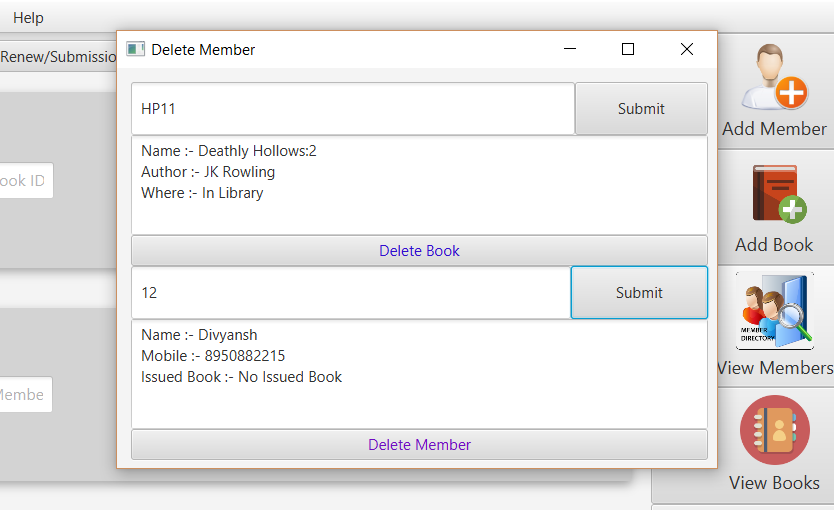 Help
Renew/Submissio
ook ID
Membe
Delete Member
HP11
Submit
Name :- Deathly Hollows:2
Author :- JK Rowling
Where :- In Library
Delete Book
12
Submit
Name :- Divyansh
Mobile :- 8950882215
Issued Book :- No Issued Book
Delete Member
Add Member
Add Book
MEMBER
DIRECTORY
View Members
View Books